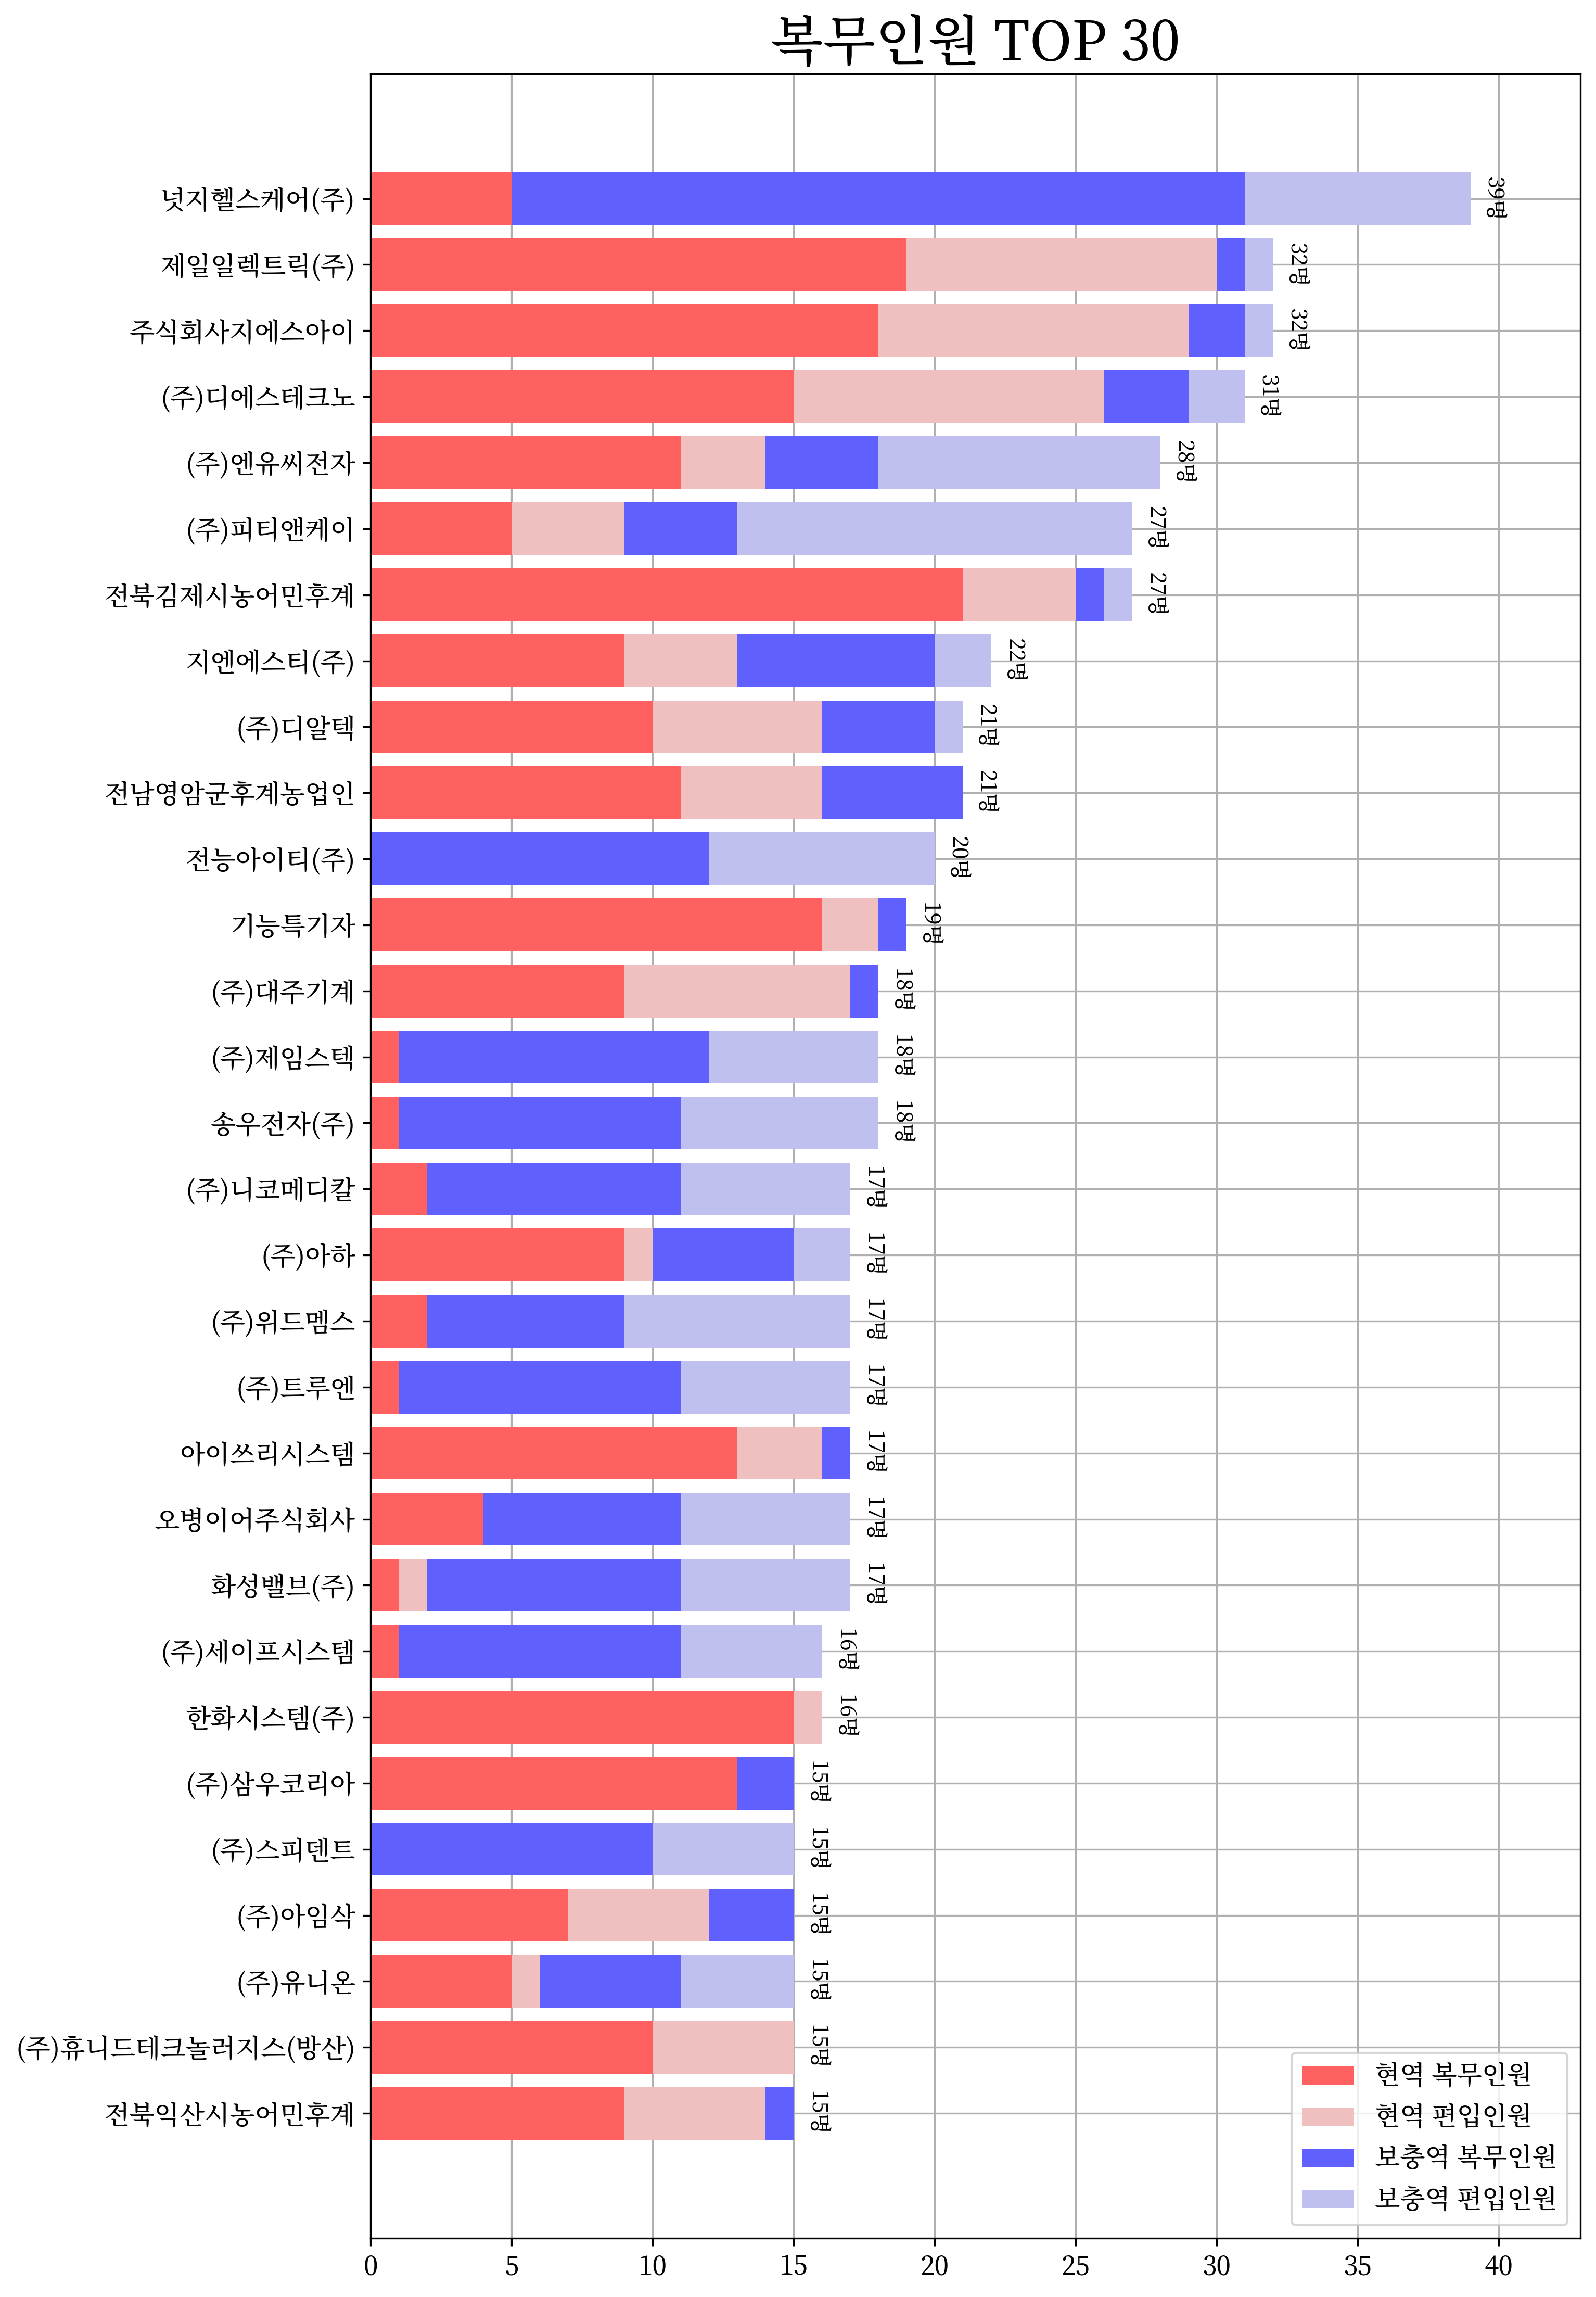 복무인원 TOP 30
넛지헬스케어(주)
39명
제일일렉트릭(주)
32명
주식회사지에스아이
32명
(주)디에스테크노
31명
(주)엔유씨전자
28명
(주)피티앤케이
27명
전북김제시농어민후계
27명
지엔에스티(주)
22명
(주)디알텍
21명
전남영암군후계농업인
21명
전능아이티(주)
20명
기능특기자
19명
(주)대주기계
18명
(주)제임스텍
18명
송우전자(주)
18명
(주)니코메디칼
17명
(주)아하
17명
(주)위드멤스
17명
(주)트루엔
17명
아이쓰리시스템
17명
오병이어주식회사
17명
화성밸브(주)
17명
(주)세이프시스템
16명
한화시스템(주)
16명
(주)삼우코리아
15명
(주)스피덴트
15명
(주)아임삭
15명
(주)유니온
15명
(주)휴니드테크놀러지스(방산)
15명
전북익산시농어민후계
15명
현역 복무인원
현역 편입인원
보충역 복무인원
보충역 편입인원
0 5 10 15 20 25 30 35 40